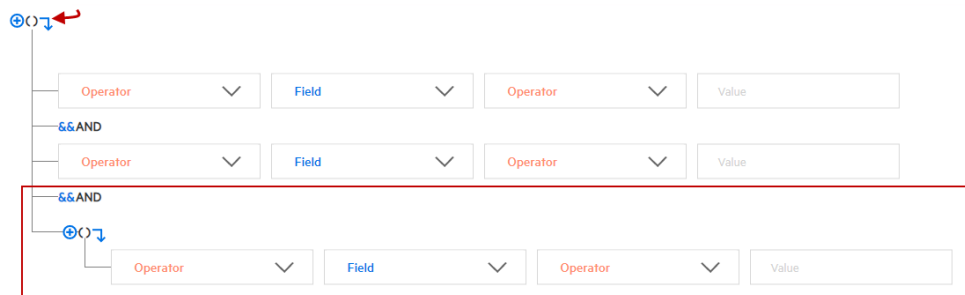 ()
Operator Field Operator Value
&&AND
Operator Field Operator Value
&&AND
()
Operator Field Operator Value